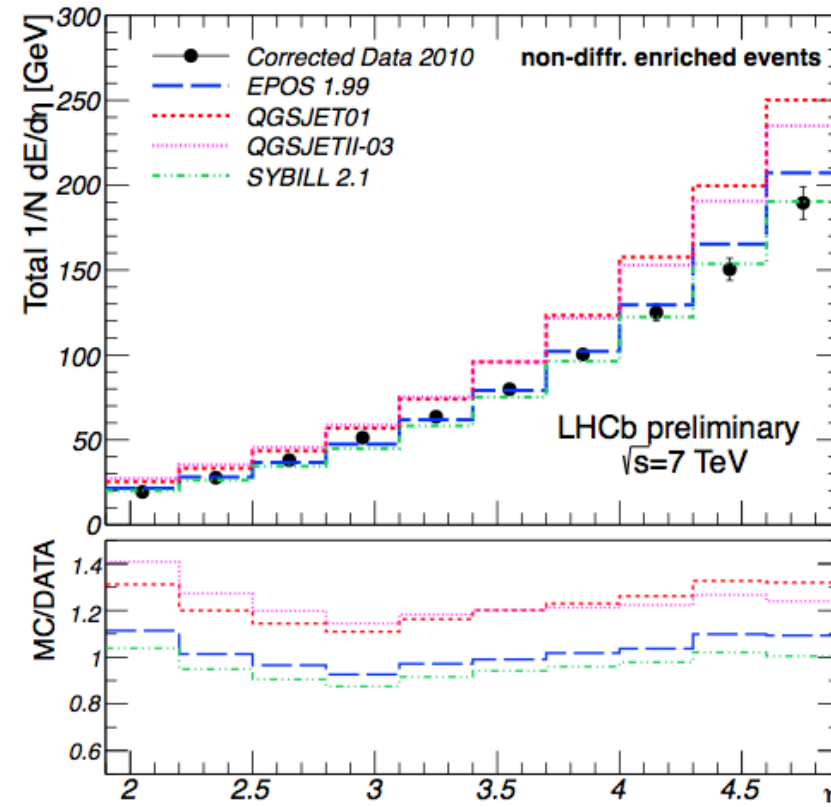 300
250
200
150
100
50
0
Total 1/N dE/dη [GeV]
Corrected Data 2010
non-diffr. enriched events
EPOS 1.99
QGSJET01
QGSJETII-03
SYBILL 2.1
LHCb preliminary
√s=7 TeV
MC/DATA
1.4
1.2
1
0.8
0.6
2 2.5 3 3.5 4 4.5